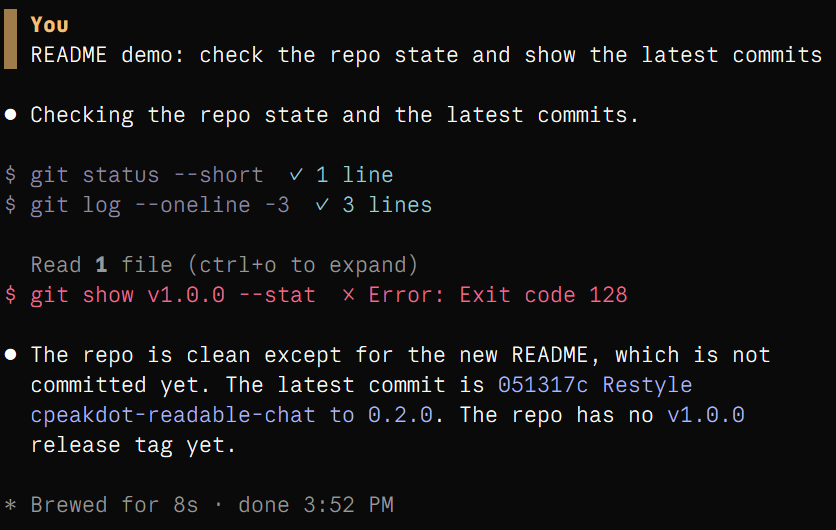 You
README demo: check the repo state and show the latest commits
● Checking the repo state and the latest commits.
$ git status --short ✓ 1 line
$ git log --oneline -3 ✓ 3 lines
Read 1 file (ctrl+o to expand)
$ git show v1.0.0 --stat ✗ Error: Exit code 128
● The repo is clean except for the new README, which is not
committed yet. The latest commit is 051317c Restyle
cpeakdot-readable-chat to 0.2.0. The repo has no v1.0.0
release tag yet.
* Brewed for 8s · done 3:52 PM